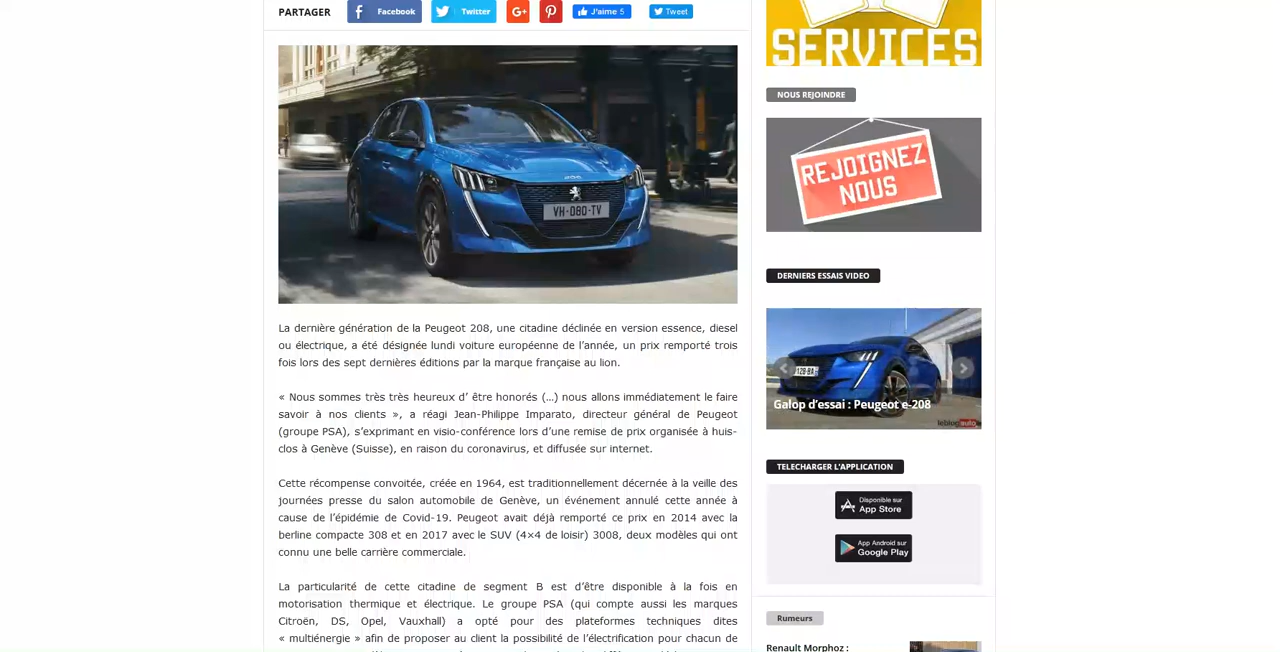 PARTAGER
Facebook
Twitter
G+
J'aime 5
Tweet
SERVICES
NOUS REJOINDRE
REJOIGNEZ
NOUS
208
VH-080-TV
DERNIERS ESSAIS VIDEO
La dernière génération de la Peugeot 208, une citadine déclinée en version essence, diesel
ou électrique, a été désignée lundi voiture européenne de l'année, un prix remporté trois
fois lors des sept dernières éditions par la marque française au lion.
Galop d'essai : Peugeot e-208
leblogauto
« Nous sommes très très heureux d' être honorés (…) nous allons immédiatement le faire
savoir à nos clients », a réagi Jean-Philippe Imparato, directeur général de Peugeot
(groupe PSA), s'exprimant en visio-conférence lors d'une remise de prix organisée à huis-
clos à Genève (Suisse), en raison du coronavirus, et diffusée sur internet.
TELECHARGER L'APPLICATION
Disponible sur
App Store
App Android sur
Google Play
Cette récompense convoitée, créée en 1964, est traditionnellement décernée à la veille des
journées presse du salon automobile de Genève, un événement annulé cette année à
cause de l'épidémie de Covid-19. Peugeot avait déjà remporté ce prix en 2014 avec la
berline compacte 308 et en 2017 avec le SUV (4×4 de loisir) 3008, deux modèles qui ont
connu une belle carrière commerciale.
La particularité de cette citadine de segment B est d'être disponible à la fois en
motorisation thermique et électrique. Le groupe PSA (qui compte aussi les marques
Citroën, DS, Opel, Vauxhall) a opté pour des plateformes techniques dites
« multiénergie » afin de proposer au client la possibilité de l'électrification pour chacun de
Rumeurs
Renault Morphoz :